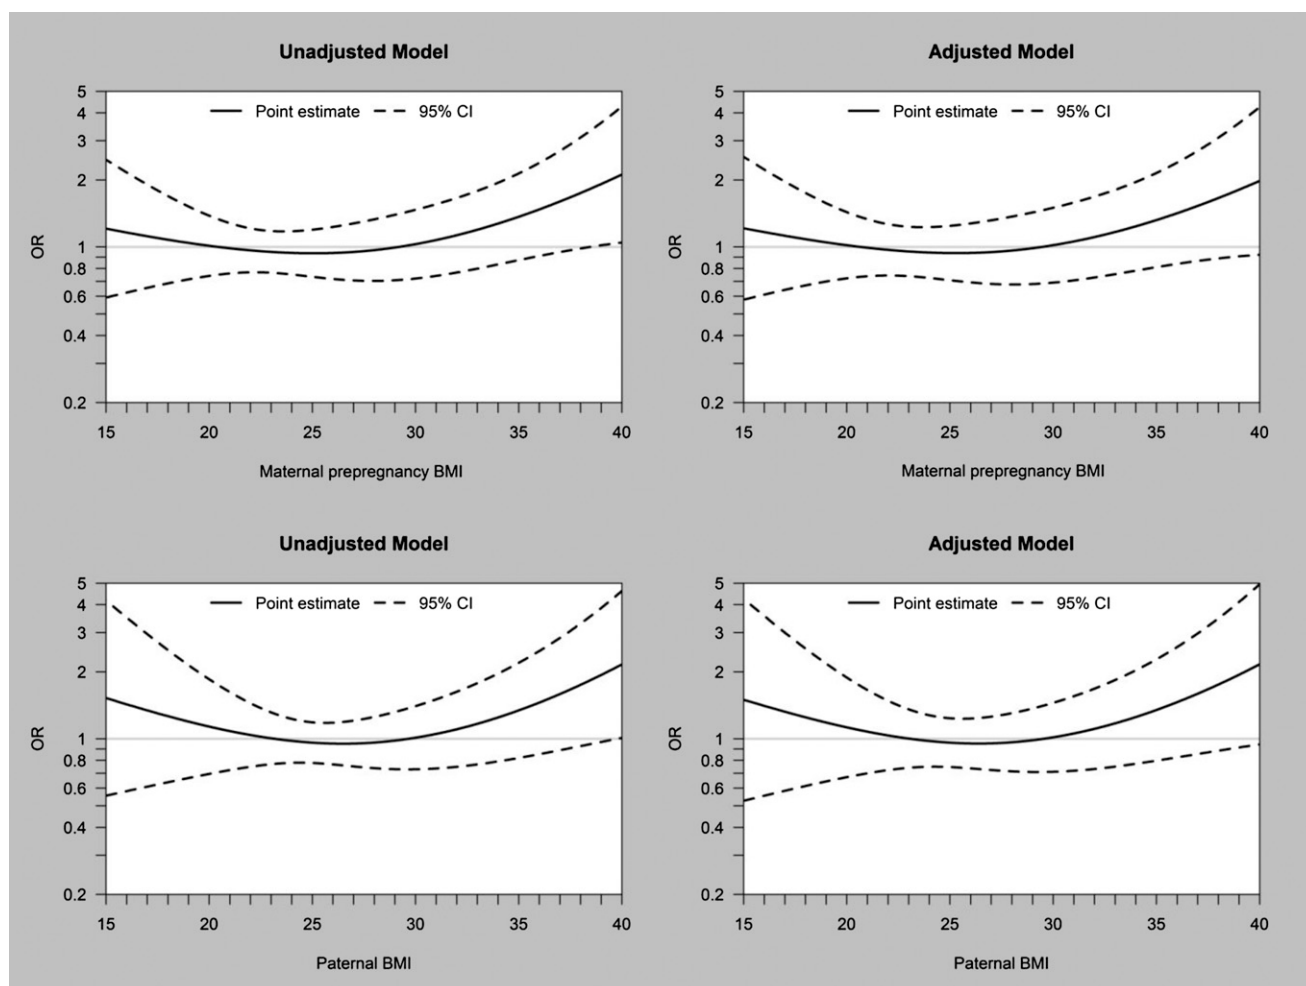 Unadjusted Model
Point estimate 95% CI
5
4
3
2
1
0.8
0.6
0.4
0.2
OR
15 20 25 30 35 40
Maternal prepregnancy BMI
Adjusted Model
Point estimate 95% CI
5
4
3
2
1
0.8
0.6
0.4
0.2
OR
15 20 25 30 35 40
Maternal prepregnancy BMI
Unadjusted Model
Point estimate 95% CI
5
4
3
2
1
0.8
0.6
0.4
0.2
OR
15 20 25 30 35 40
Paternal BMI
Adjusted Model
Point estimate 95% CI
5
4
3
2
1
0.8
0.6
0.4
0.2
OR
15 20 25 30 35 40
Paternal BMI